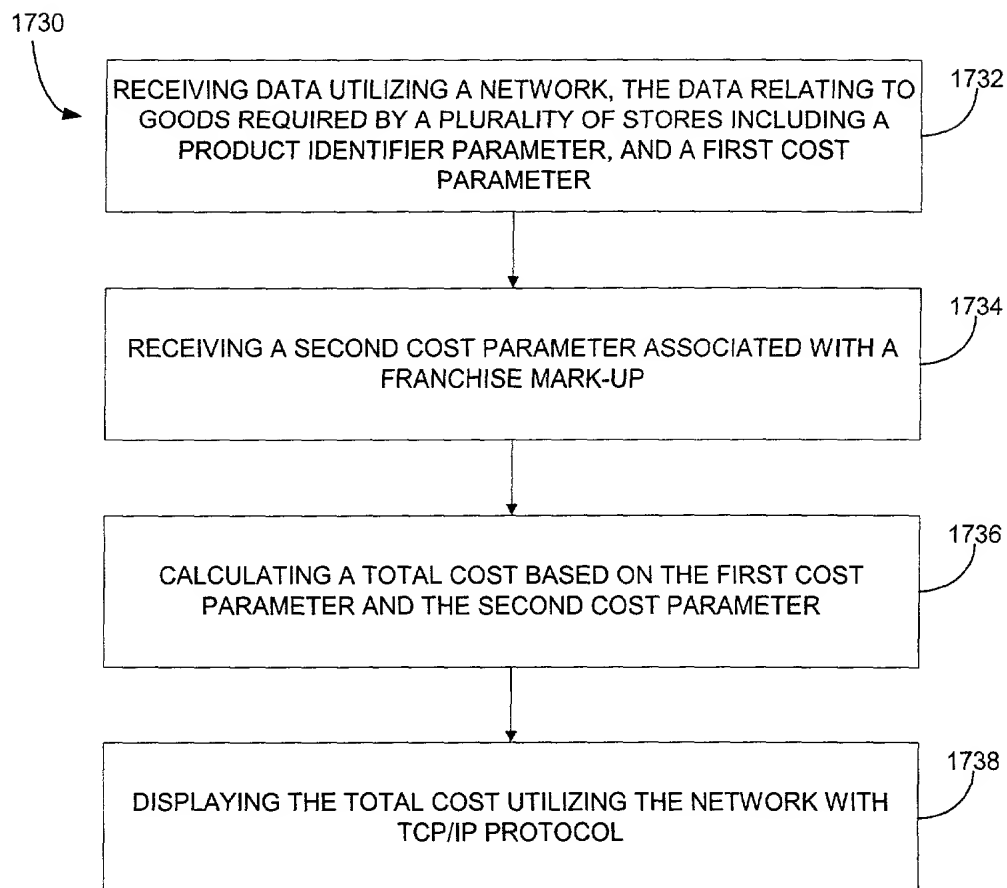 1730
RECEIVING DATA UTILIZING A NETWORK, THE DATA RELATING TO
GOODS REQUIRED BY A PLURALITY OF STORES INCLUDING A
PRODUCT IDENTIFIER PARAMETER, AND A FIRST COST
PARAMETER
1732
RECEIVING A SECOND COST PARAMETER ASSOCIATED WITH A
FRANCHISE MARK-UP
1734
CALCULATING A TOTAL COST BASED ON THE FIRST COST
PARAMETER AND THE SECOND COST PARAMETER
1736
DISPLAYING THE TOTAL COST UTILIZING THE NETWORK WITH
TCP/IP PROTOCOL
1738